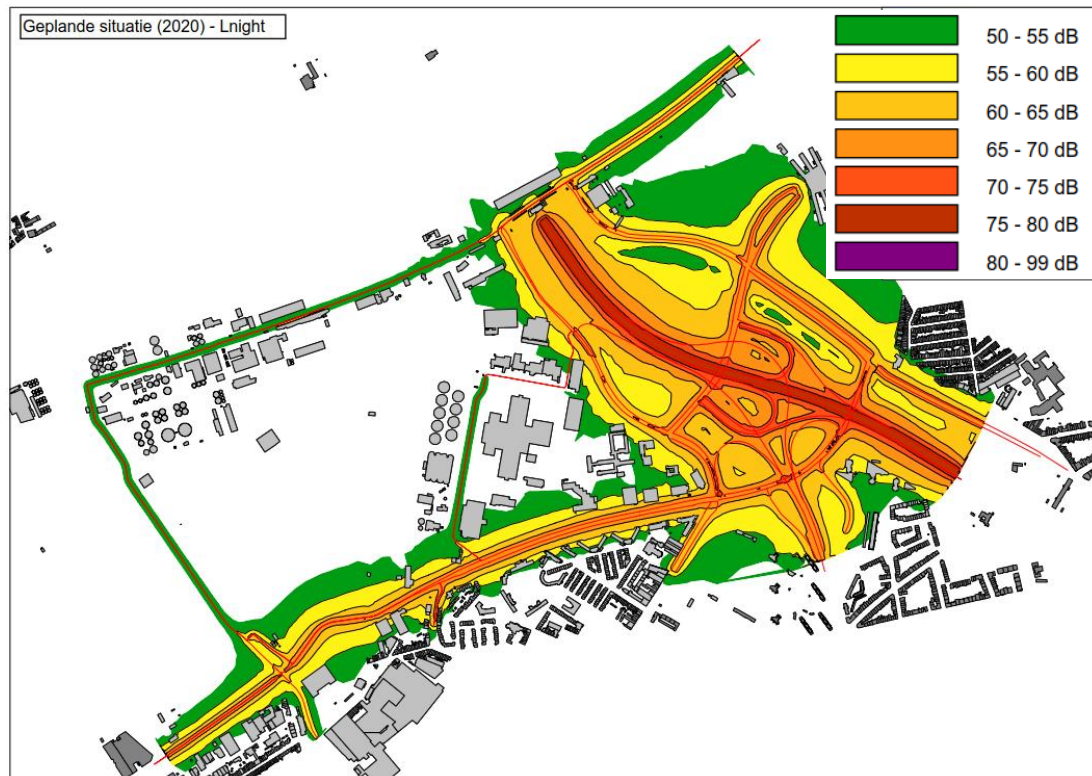 Geplande situatie (2020) - Lnight
50 - 55 dB
55 - 60 dB
60 - 65 dB
65 - 70 dB
70 - 75 dB
75 - 80 dB
80 - 99 dB